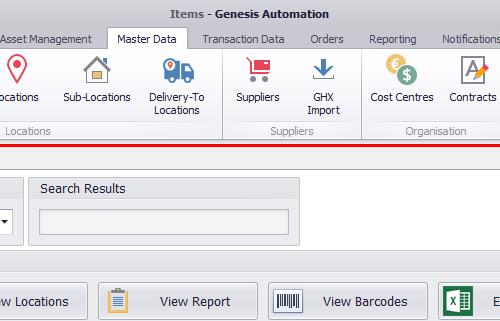 Items - Genesis Automation
Asset Management Master Data Transaction Data Orders Reporting Notifications
Sub-Locations Delivery-To Suppliers GHX Cost Centres Contracts
Locations Import
Locations Suppliers Organisation
Search Results
Locations View Report View Barcodes